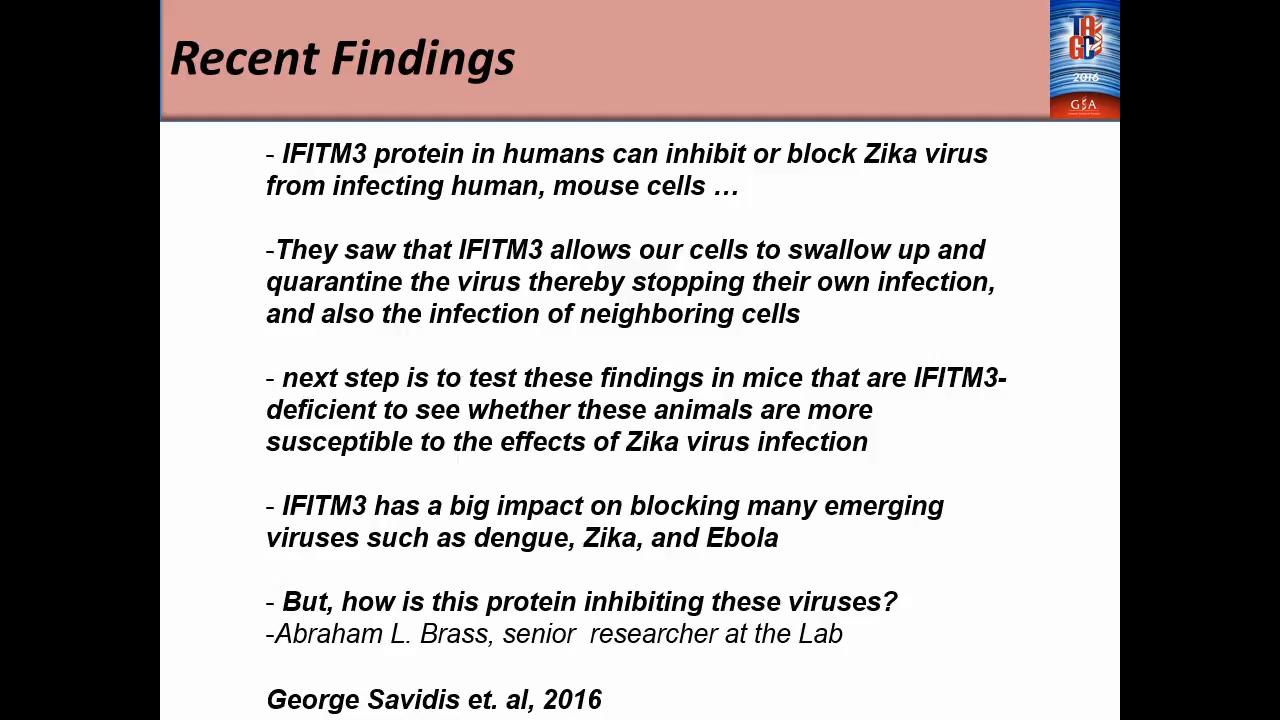 Recent Findings
TAGC
2016
GSA
- IFITM3 protein in humans can inhibit or block Zika virus
from infecting human, mouse cells …
-They saw that IFITM3 allows our cells to swallow up and
quarantine the virus thereby stopping their own infection,
and also the infection of neighboring cells
- next step is to test these findings in mice that are IFITM3-
deficient to see whether these animals are more
susceptible to the effects of Zika virus infection
- IFITM3 has a big impact on blocking many emerging
viruses such as dengue, Zika, and Ebola
- But, how is this protein inhibiting these viruses?
-Abraham L. Brass, senior  researcher at the Lab
George Savidis et. al, 2016